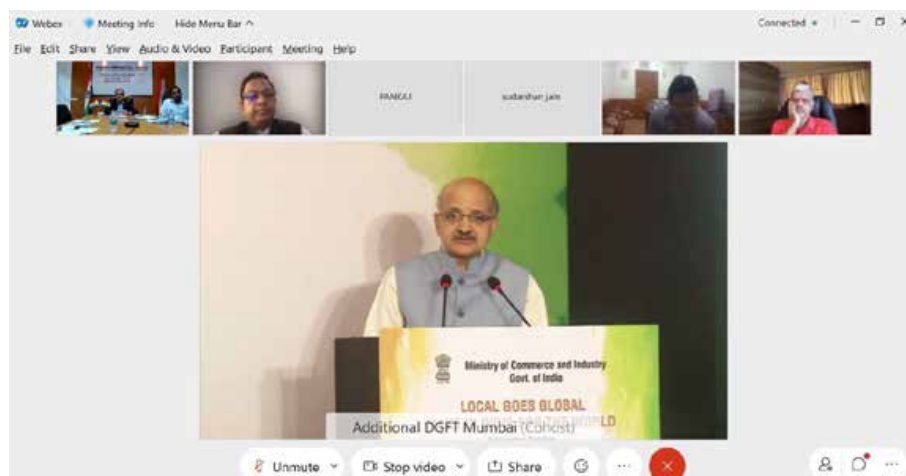 Webex Meeting Info Hide Menu Bar Connected
File Edit Share View Audio & Video Participant Meeting Help
PANKAJ sudarshan jain
Ministry of Commerce and Industry
Govt. of India
LOCAL GOES GLOBAL
WORLD
Additional DGFT Mumbai (Cohost)
Unmute Stop video Share